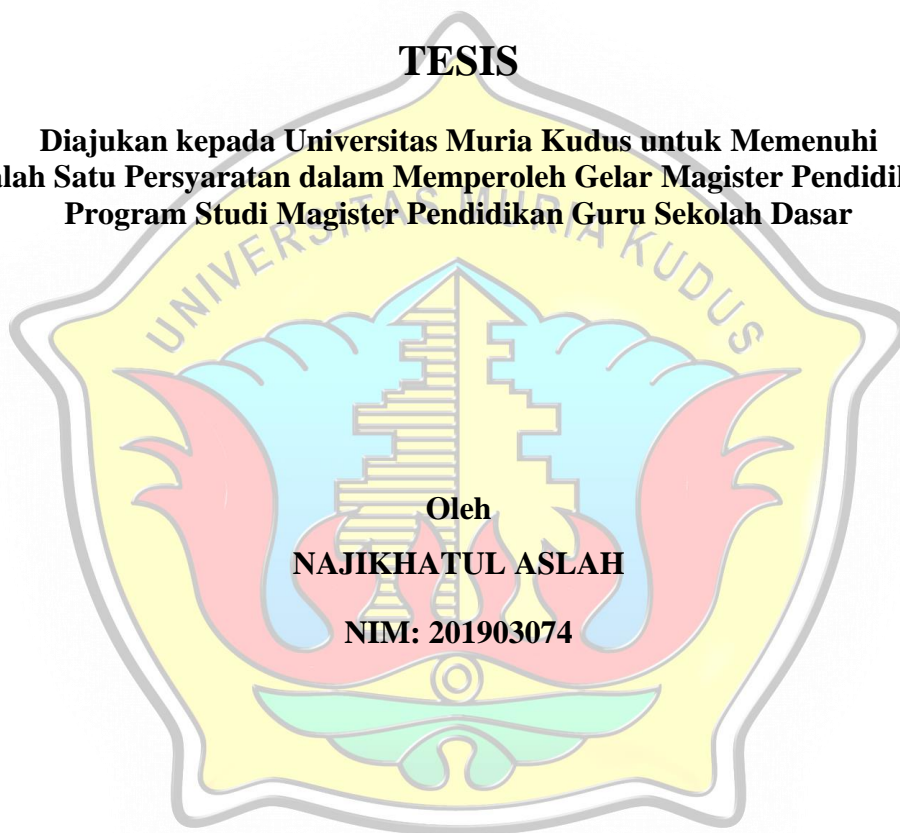 TESIS
Diajukan kepada Universitas Muria Kudus untuk Memenuhi
alah Satu Persyaratan dalam Memperoleh Gelar Magister Pendidi
Program Studi Magister Pendidikan Guru Sekolah Dasar
UNIVERSITAS MURIA KUDUS
Oleh
NAJIKHATUL ASLAH
NIM: 201903074